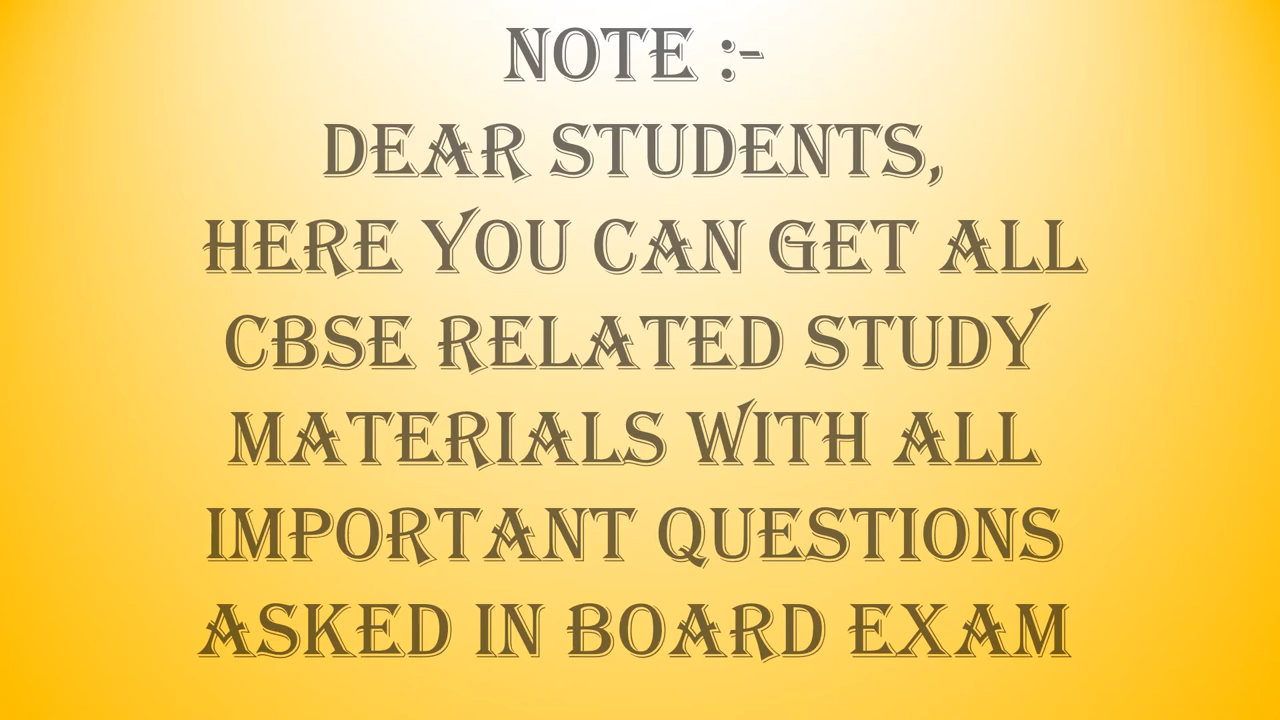 NOTE :-
DEAR STUDENTS,
HERE YOU CAN GET ALL
CBSE RELATED STUDY
MATERIALS WITH ALL
IMPORTANT QUESTIONS
ASKED IN BOARD EXAM